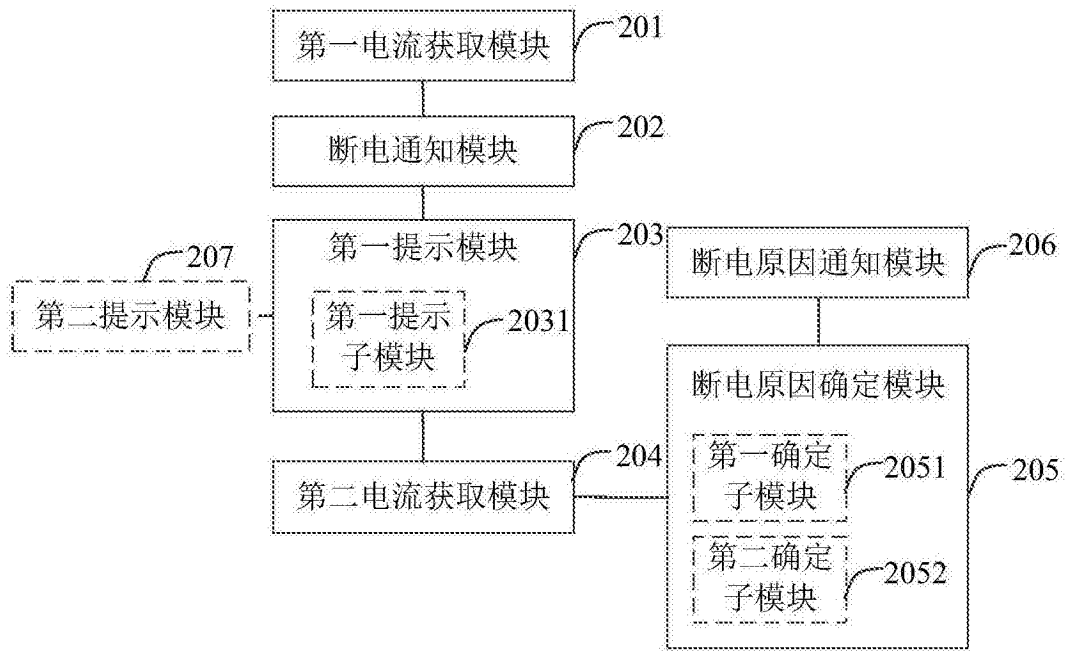 第一电流获取模块
201
断电通知模块
202
第一提示模块
203
第一提示
子模块
2031
207
第二提示模块
第二电流获取模块
204
206
断电原因通知模块
断电原因确定模块
205
第一确定
子模块
2051
第二确定
子模块
2052